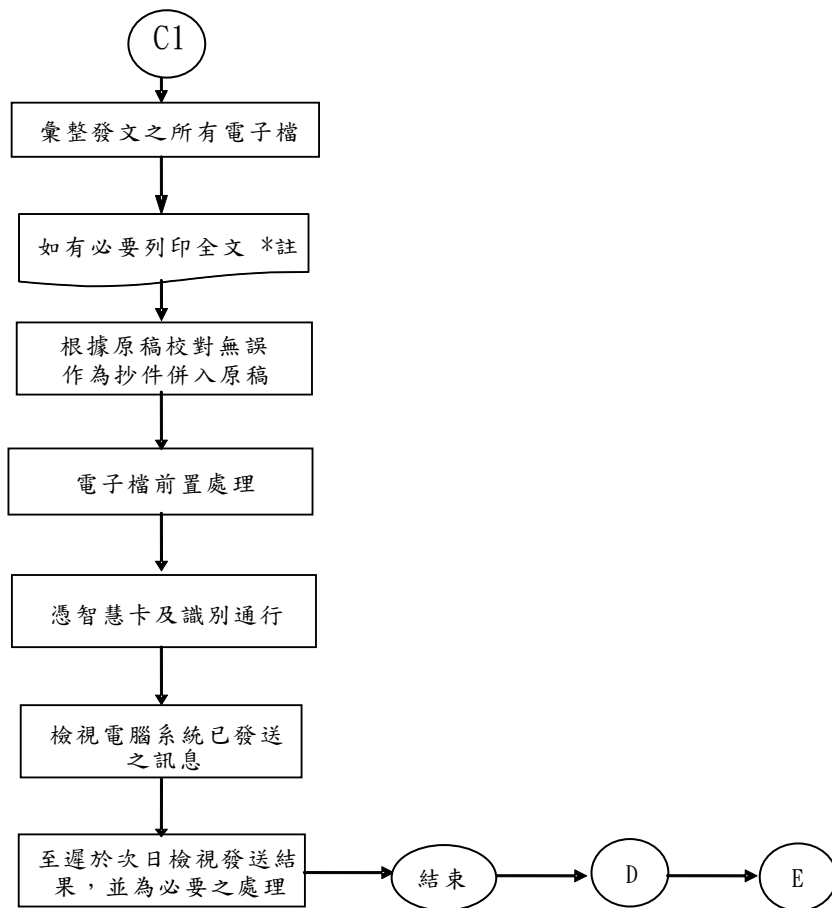 C1
彙整發文之所有電子檔
如有必要列印全文 *註
根據原稿校對無誤
作為抄件併入原稿
電子檔前置處理
憑智慧卡及識別通行
檢視電腦系統已發送
之訊息
至遲於次日檢視發送結
果，並為必要之處理
結束
D
E